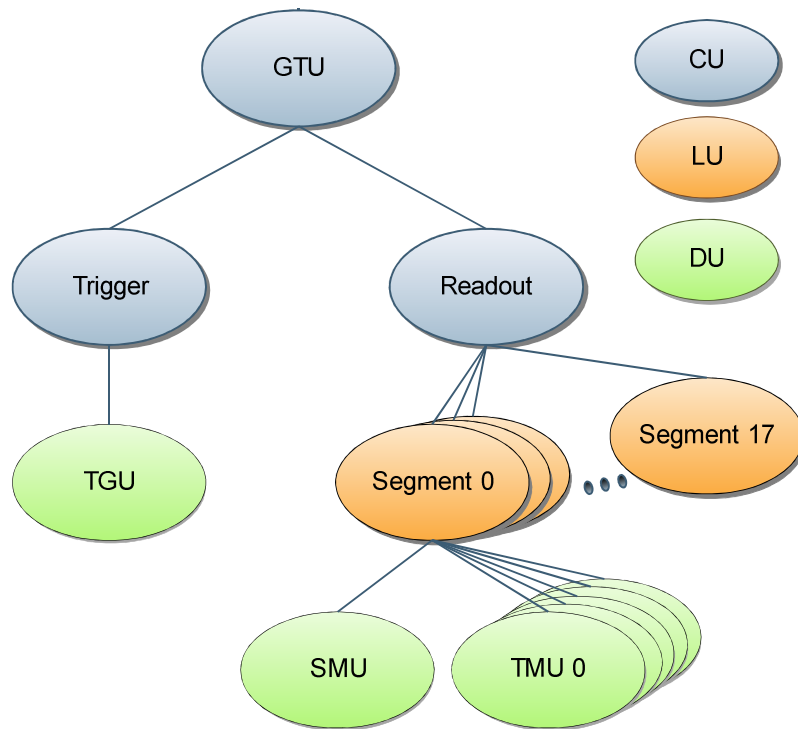 GTU
CU
LU
DU
Trigger
Readout
Segment 17
TGU
Segment 0
SMU
TMU 0